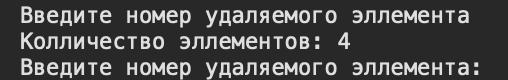 Введите номер удаляемого эллемента
Колличество эллементов: 4
Введите номер удаляемого эллемента: